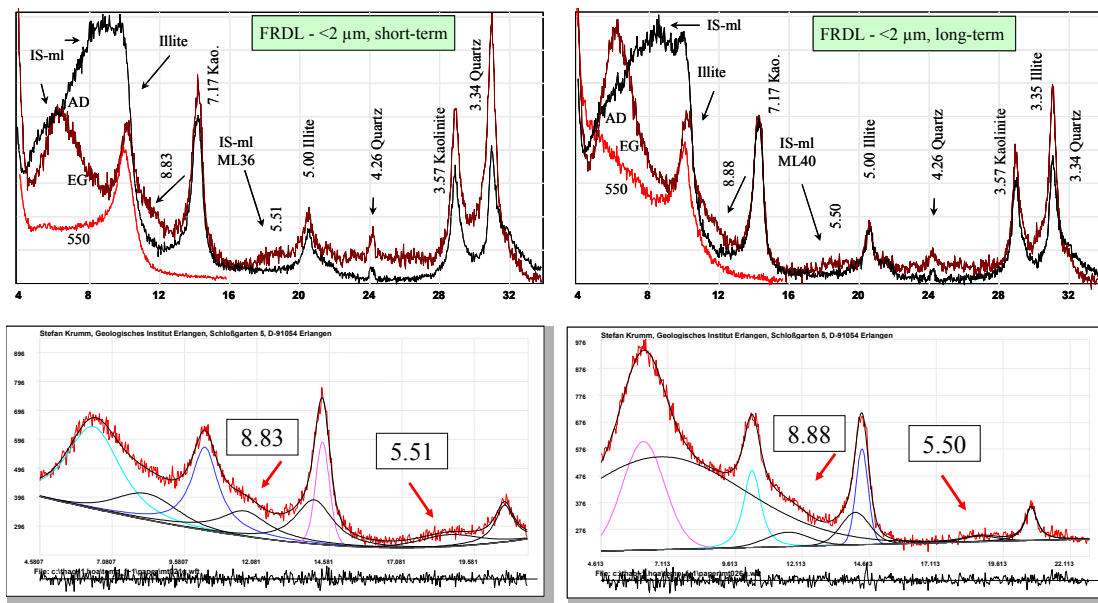 FRDL - <2 µm, short-term
IS-ml
IS-ml
Illite
AD
EG
550
8.83
7.17 Kao.
IS-ml
ML36
5.51
5.00 Illite
4.26 Quartz
3.57 Kaolinite
3.34 Quartz
4 8 12 16 20 24 28 32
FRDL - <2 µm, long-term
IS-ml
Illite
AD
EG
550
8.88
7.17 Kao.
IS-ml
ML40
5.50
5.00 Illite
4.26 Quartz
3.57 Kaolinite
3.35 Illite
3.34 Quartz
4 8 12 16 20 24 28 32
Stefan Krumm, Geologisches Institut Erlangen, Schloßgarten 5, D-91054 Erlangen
896
796
696
596
496
396
296
8.83
5.51
4.5807 7.0807 9.5807 12.081 14.581 17.081 19.581
Stefan Krumm, Geologisches Institut Erlangen, Schloßgarten 5, D-91054 Erlangen
976
876
776
676
576
476
376
276
8.88
5.50
4.613 7.113 9.613 12.113 14.613 17.113 19.613 22.113